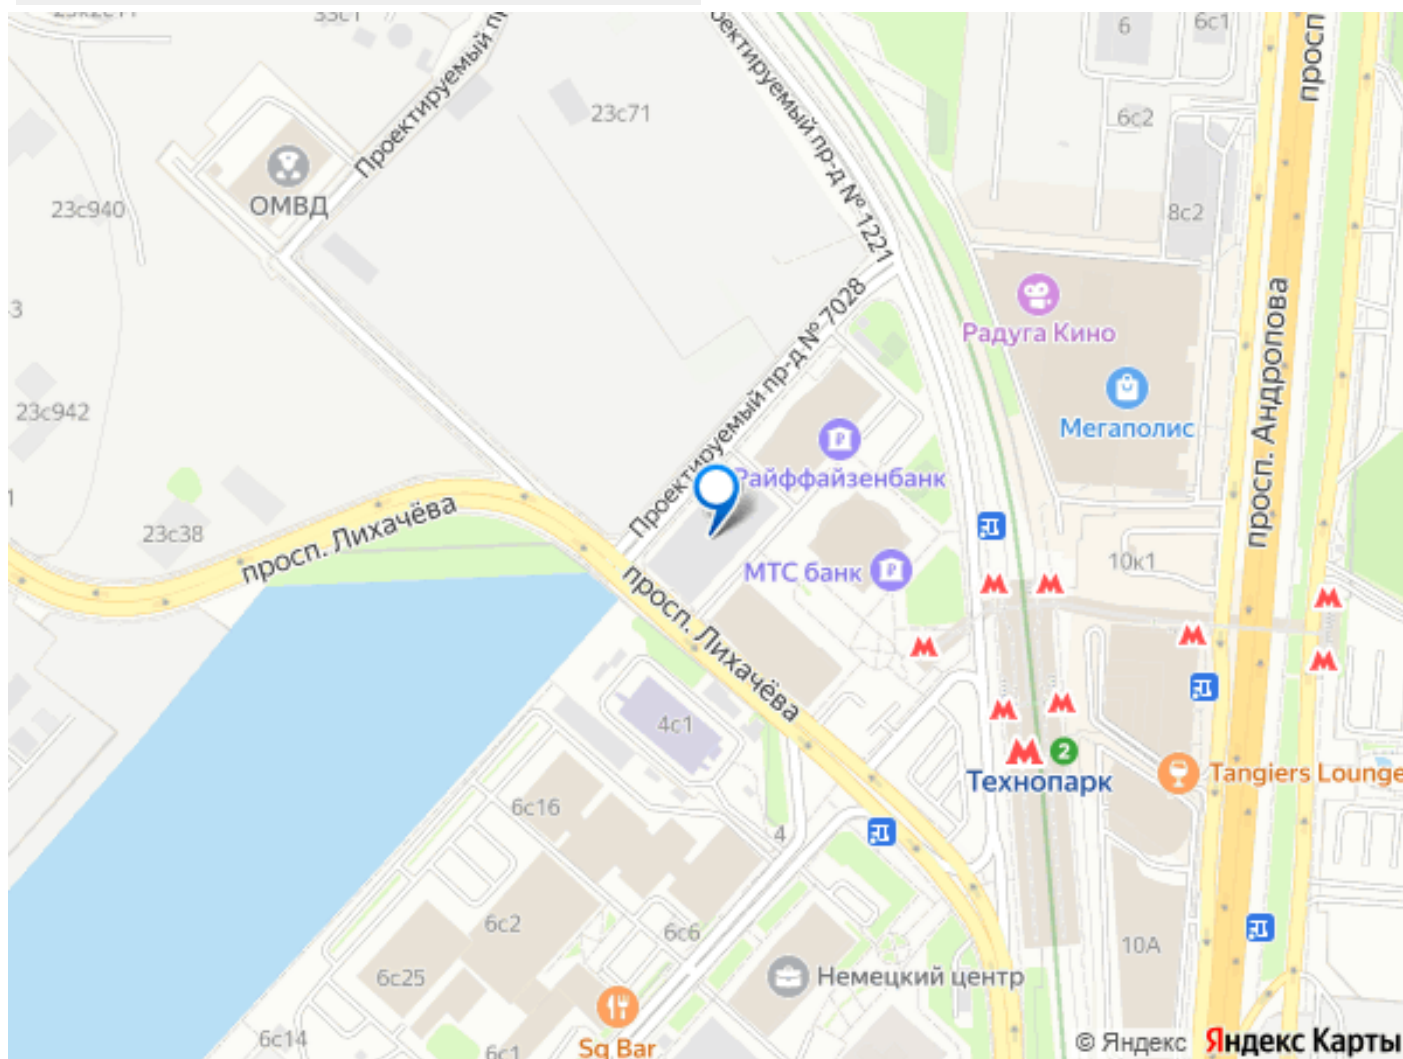 6
6с1
просп
Проектируемый пр
23с71
6с2
ОМВД
23с940
Проектируемый пр-д № 1221
8с2
Радуга Кино
Проектируемый пр-д № 7028
просп. Андропова
23с942
Мегаполис
Райффайзенбанк
23с38
просп. Лихачёва
МТС банк
10к1
просп. Лихачёва
4с1
2
Технопарк
Tangiers Lounge
6с16
4
6с2
6с6
10А
6с25
Немецкий центр
6с14
6с1
Sq Bar
© Яндекс Яндекс Карты